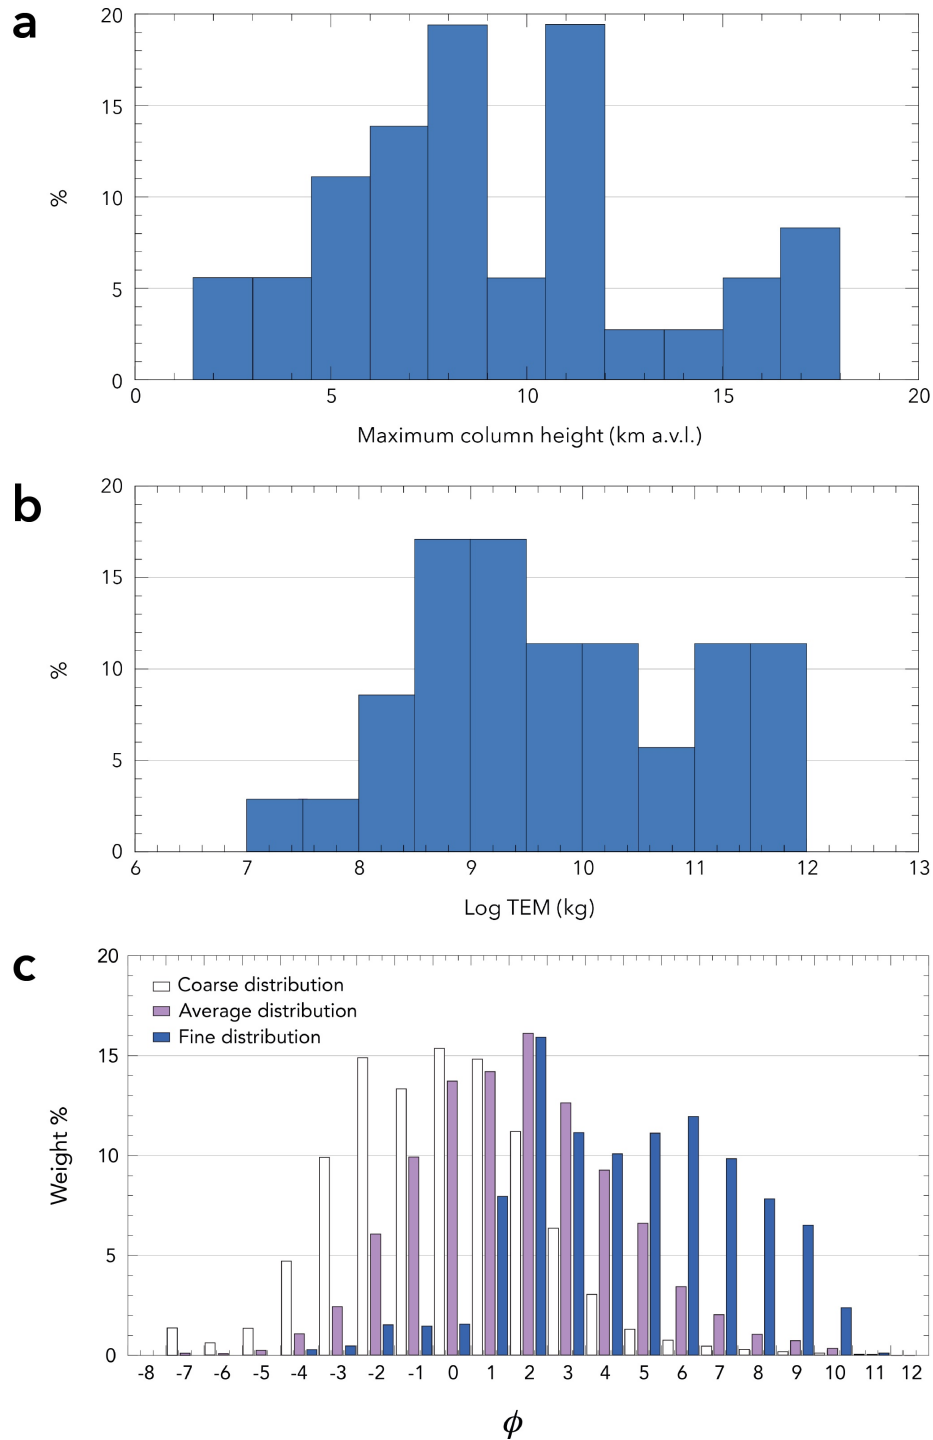 a
20
15
10
5
0
%
0 5 10 15 20
Maximum column height (km a.v.l.)
b
20
15
10
5
0
%
6 7 8 9 10 11 12 13
Log TEM (kg)
c
20
15
10
5
0
Weight %
Coarse distribution
Average distribution
Fine distribution
-8 -7 -6 -5 -4 -3 -2 -1 0 1 2 3 4 5 6 7 8 9 10 11 12
ϕ